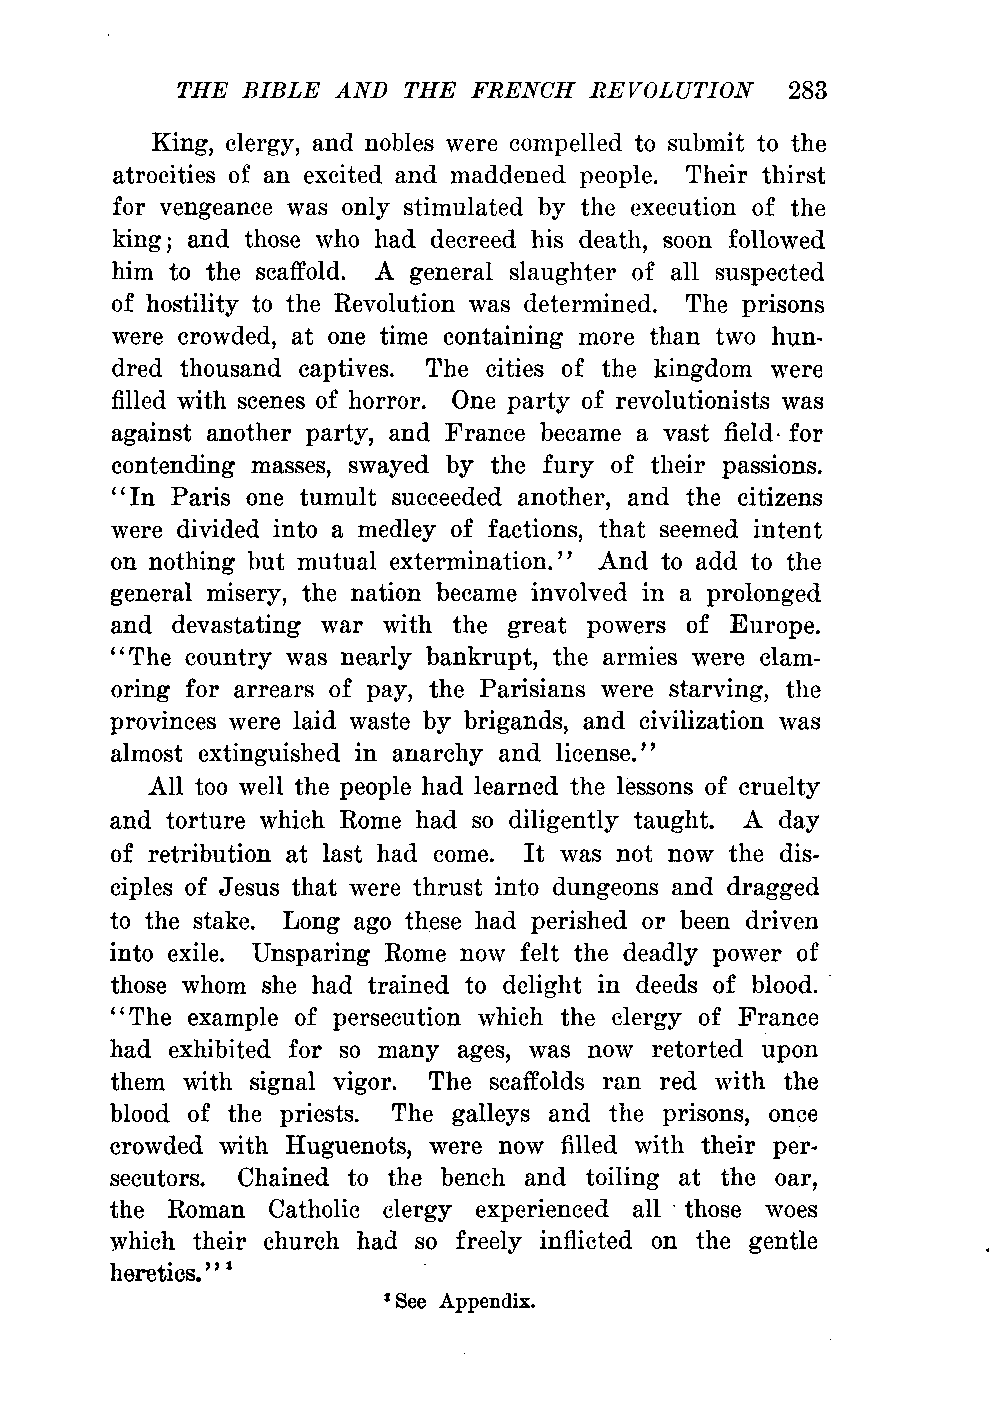 THE BIBLE AND THE FRENCH REVOLUTION 283
King, clergy, and nobles were compelled to submit to the
atrocities of an excited and maddened people. Their thirst
for vengeance was only stimulated by the execution of the
king; and those who had decreed his death, soon followed
him to the scaffold. A general slaughter of all suspected
of hostility to the Revolution was determined. The prisons
were crowded, at one time containing more than two hun-
dred thousand captives. The cities of the kingdom were
filled with scenes of horror. One party of revolutionists was
against another party, and France became a vast field for
contending masses, swayed by the fury of their passions.
"In Paris one tumult succeeded another, and the citizens
were divided into a medley of factions, that seemed intent
on nothing but mutual extermination." And to add to the
general misery, the nation became involved in a prolonged
and devastating war with the great powers of Europe.
"The country was nearly bankrupt, the armies were clam-
oring for arrears of pay, the Parisians were starving, the
provinces were laid waste by brigands, and civilization was
almost extinguished in anarchy and license."
All too well the people had learned the lessons of cruelty
and torture which Rome had so diligently taught. A day
of retribution at last had come. It was not now the dis-
ciples of Jesus that were thrust into dungeons and dragged
to the stake. Long ago these had perished or been driven
into exile. Unsparing Rome now felt the deadly power of
those whom she had trained to delight in deeds of blood.
"The example of persecution which the clergy of France
had exhibited for so many ages, was now retorted upon
them with signal vigor. The scaffolds ran red with the
blood of the priests. The galleys and the prisons, once
crowded with Huguenots, were now filled with their per-
secutors. Chained to the bench and toiling at the oar,
the Roman Catholic clergy experienced all those woes
which their church had so freely inflicted on the gentle
heretics."¹
¹ See Appendix.